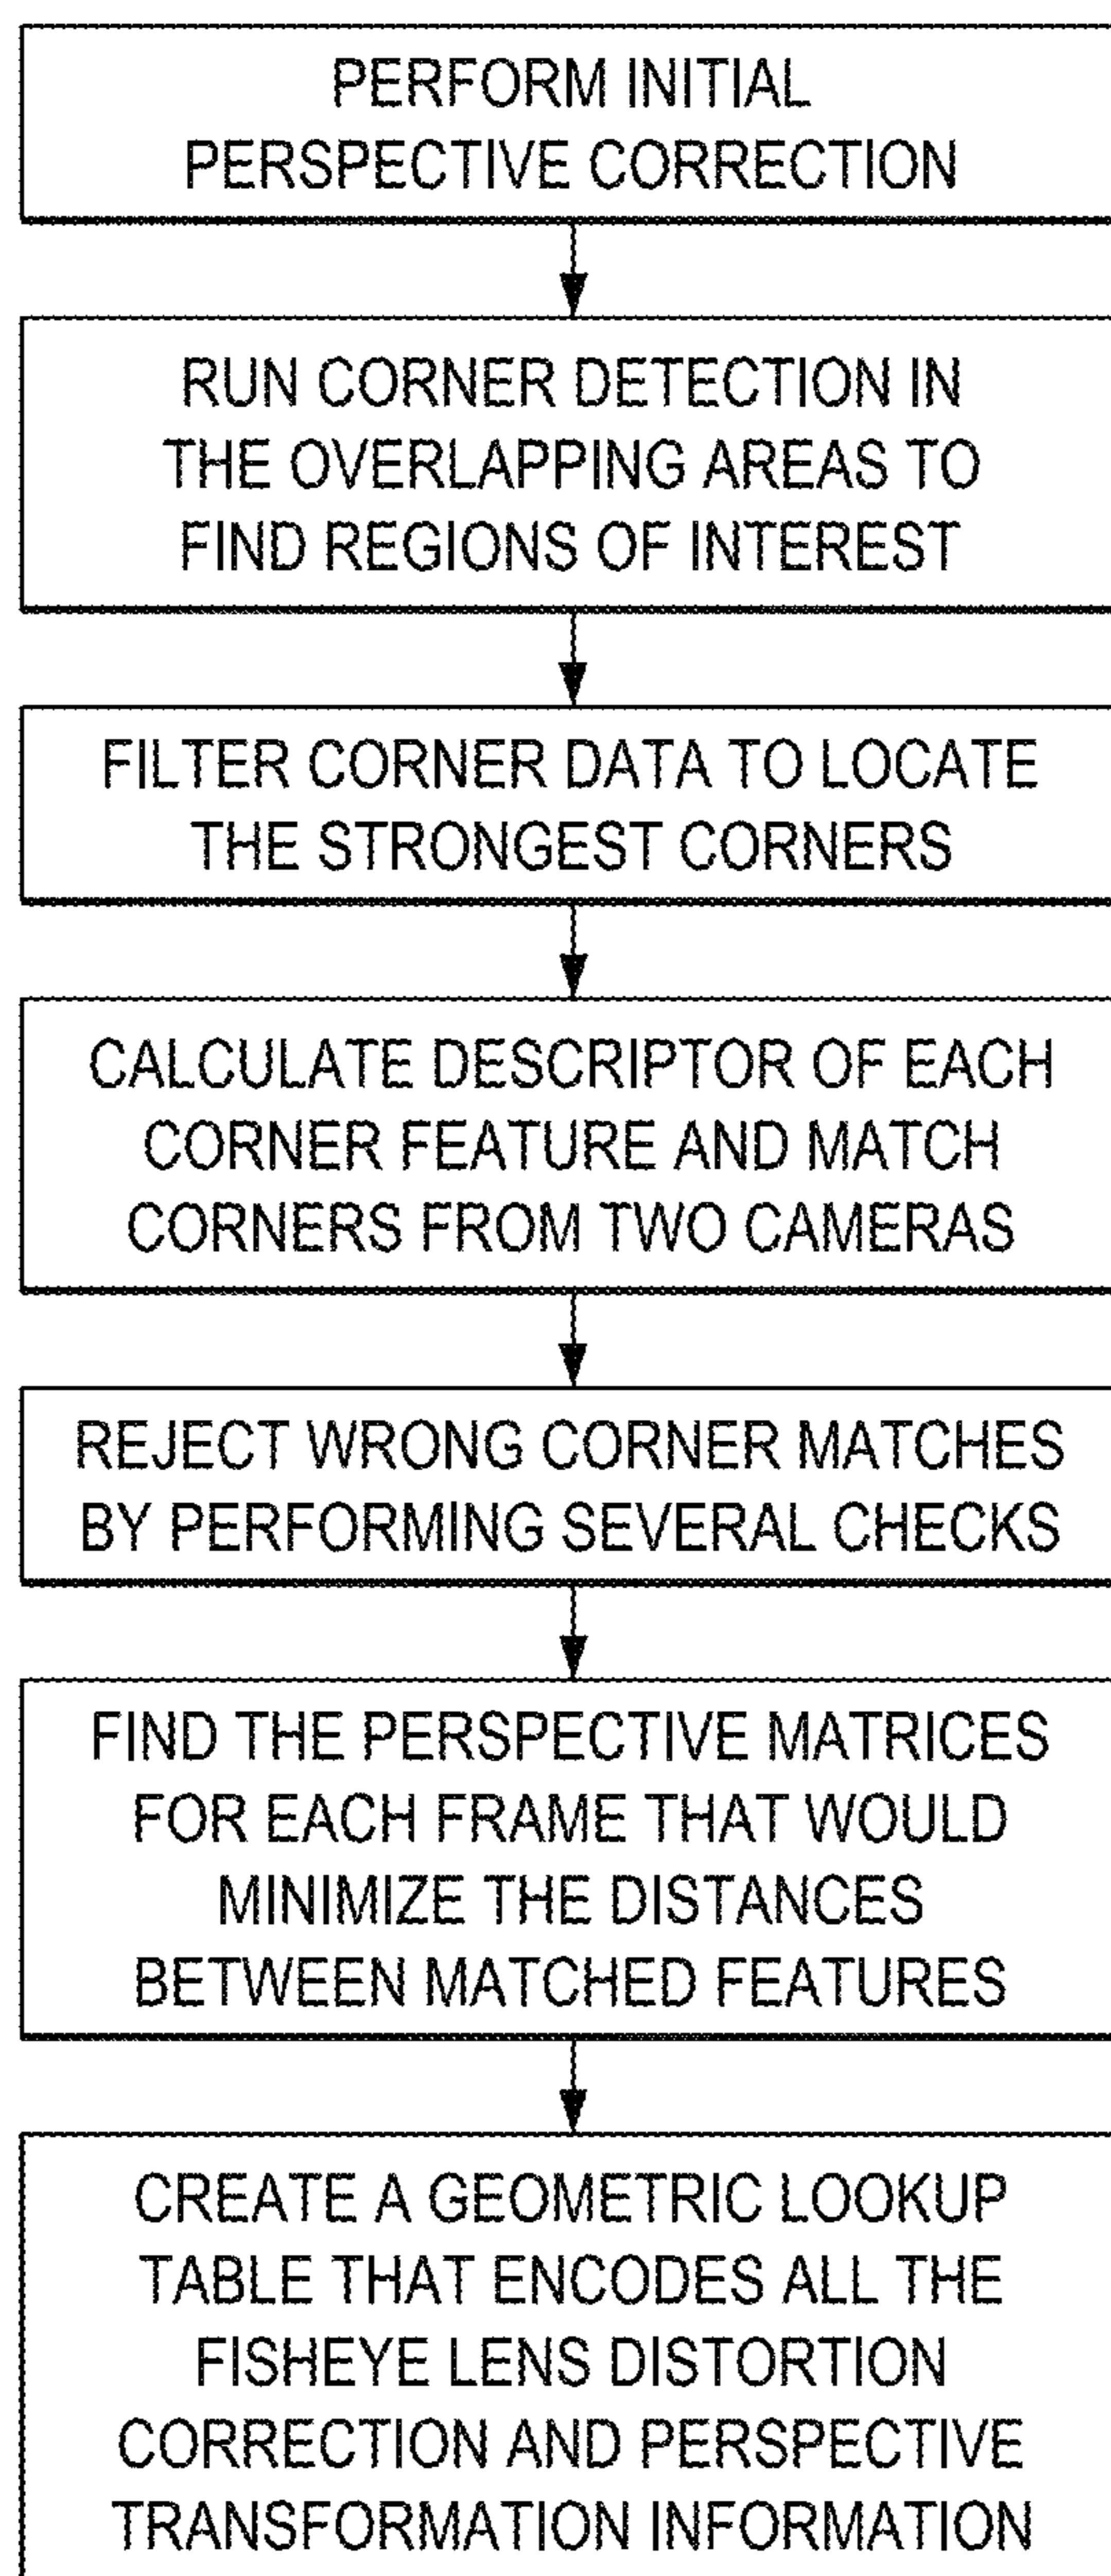 PERFORM INITIAL
PERSPECTIVE CORRECTION
RUN CORNER DETECTION IN
THE OVERLAPPING AREAS TO
FIND REGIONS OF INTEREST
FILTER CORNER DATA TO LOCATE
THE STRONGEST CORNERS
CALCULATE DESCRIPTOR OF EACH
CORNER FEATURE AND MATCH
CORNERS FROM TWO CAMERAS
REJECT WRONG CORNER MATCHES
BY PERFORMING SEVERAL CHECKS
FIND THE PERSPECTIVE MATRICES
FOR EACH FRAME THAT WOULD
MINIMIZE THE DISTANCES
BETWEEN MATCHED FEATURES
CREATE A GEOMETRIC LOOKUP
TABLE THAT ENCODES ALL THE
FISHEYE LENS DISTORTION
CORRECTION AND PERSPECTIVE
TRANSFORMATION INFORMATION